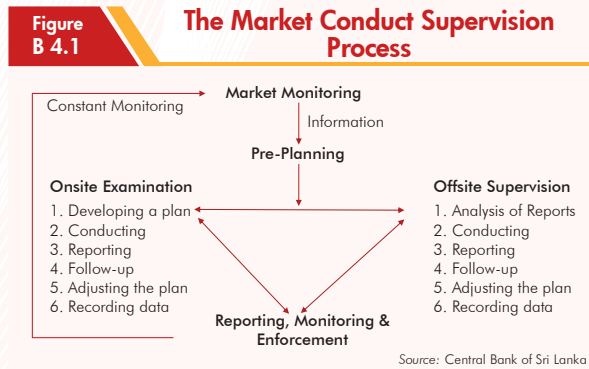 Figure
B 4.1
The Market Conduct Supervision
Process
Market Monitoring
Constant Monitoring
Information
Pre-Planning
Onsite Examination
1. Developing a plan
2. Conducting
3. Reporting
4. Follow-up
5. Adjusting the plan
6. Recording data
Offsite Supervision
1. Analysis of Reports
2. Conducting
3. Reporting
4. Follow-up
5. Adjusting the plan
6. Recording data
Reporting, Monitoring &
Enforcement
Source: Central Bank of Sri Lanka